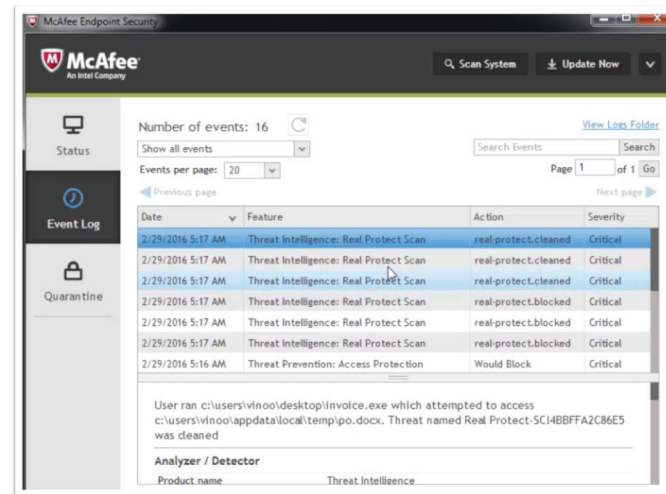 McAfee Endpoint Security
McAfee
An Intel Company
Scan System
Update Now
Status
Event Log
Quarantine
Number of events: 16
View Logs Folder
Show all events
Search Events
Search
Events per page: 20
Page 1 of 1 Go
Previous page
Next page
Date Feature Action Severity
2/29/2016 5:17 AM Threat Intelligence: Real Protect Scan real-protect.cleaned Critical
2/29/2016 5:17 AM Threat Intelligence: Real Protect Scan real-protect.cleaned Critical
2/29/2016 5:17 AM Threat Intelligence: Real Protect Scan real-protect.cleaned Critical
2/29/2016 5:17 AM Threat Intelligence: Real Protect Scan real-protect.blocked Critical
2/29/2016 5:17 AM Threat Intelligence: Real Protect Scan real-protect.blocked Critical
2/29/2016 5:17 AM Threat Intelligence: Real Protect Scan real-protect.blocked Critical
2/29/2016 5:16 AM Threat Prevention: Access Protection Would Block Critical
User ran c:\users\vinoo\desktop\invoice.exe which attempted to access
c:\users\vinoo\appdata\local\temp\po.docx. Threat named Real Protect-SCI4BBFFA2C86E5
was cleaned
Analyzer / Detector
Product name Threat Intelligence